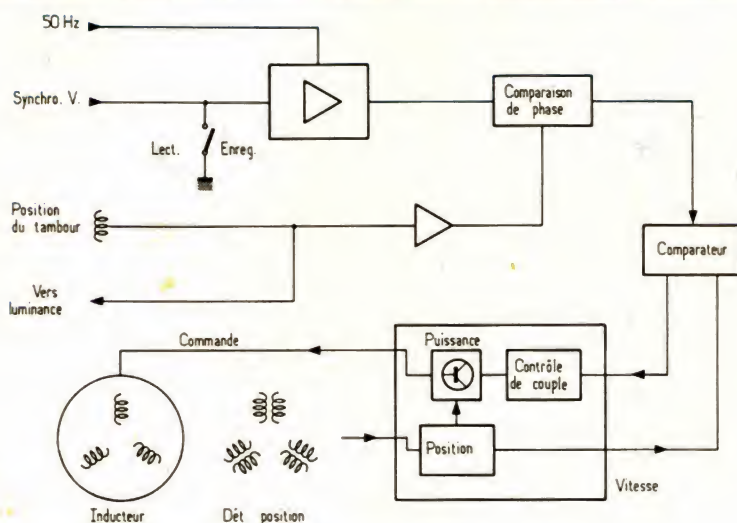 50 Hz
Synchro. V.
Lect. Enreg.
Comparaison
de phase
Position
du tambour
Comparateur
Vers
luminance
Commande
Puissance
Contrôle
de couple
Position
Vitesse
Inducteur
Dét position